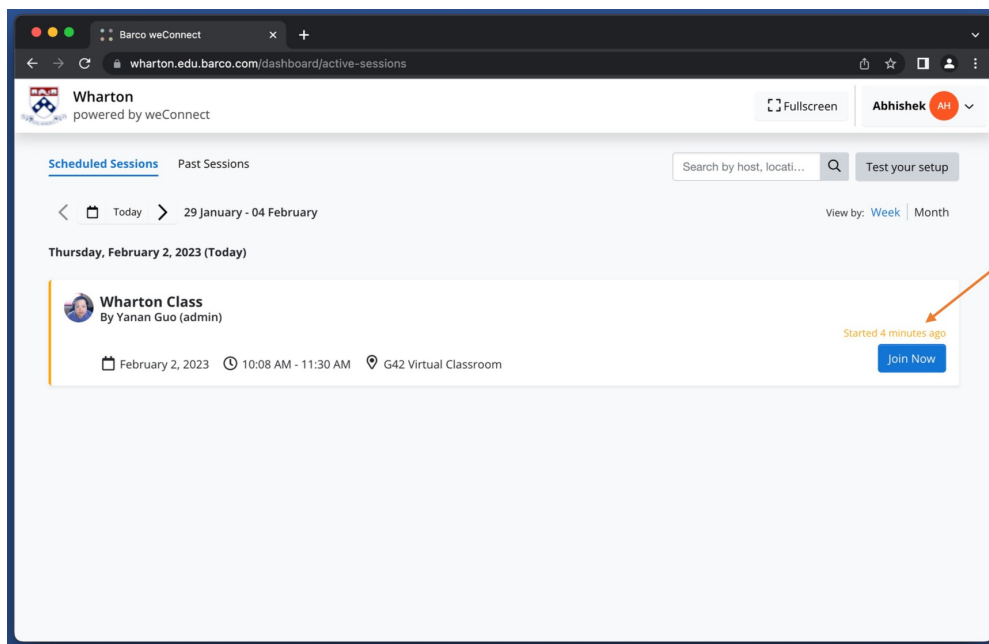 Barco weConnect
wharton.edu.barco.com/dashboard/active-sessions
Wharton
powered by weConnect
Fullscreen
Abhishek AH
Scheduled Sessions Past Sessions
Search by host, locati... Test your setup
Today 29 January - 04 February
View by: Week Month
Thursday, February 2, 2023 (Today)
Wharton Class
By Yanan Guo (admin)
Started 4 minutes ago
February 2, 2023 10:08 AM - 11:30 AM G42 Virtual Classroom
Join Now